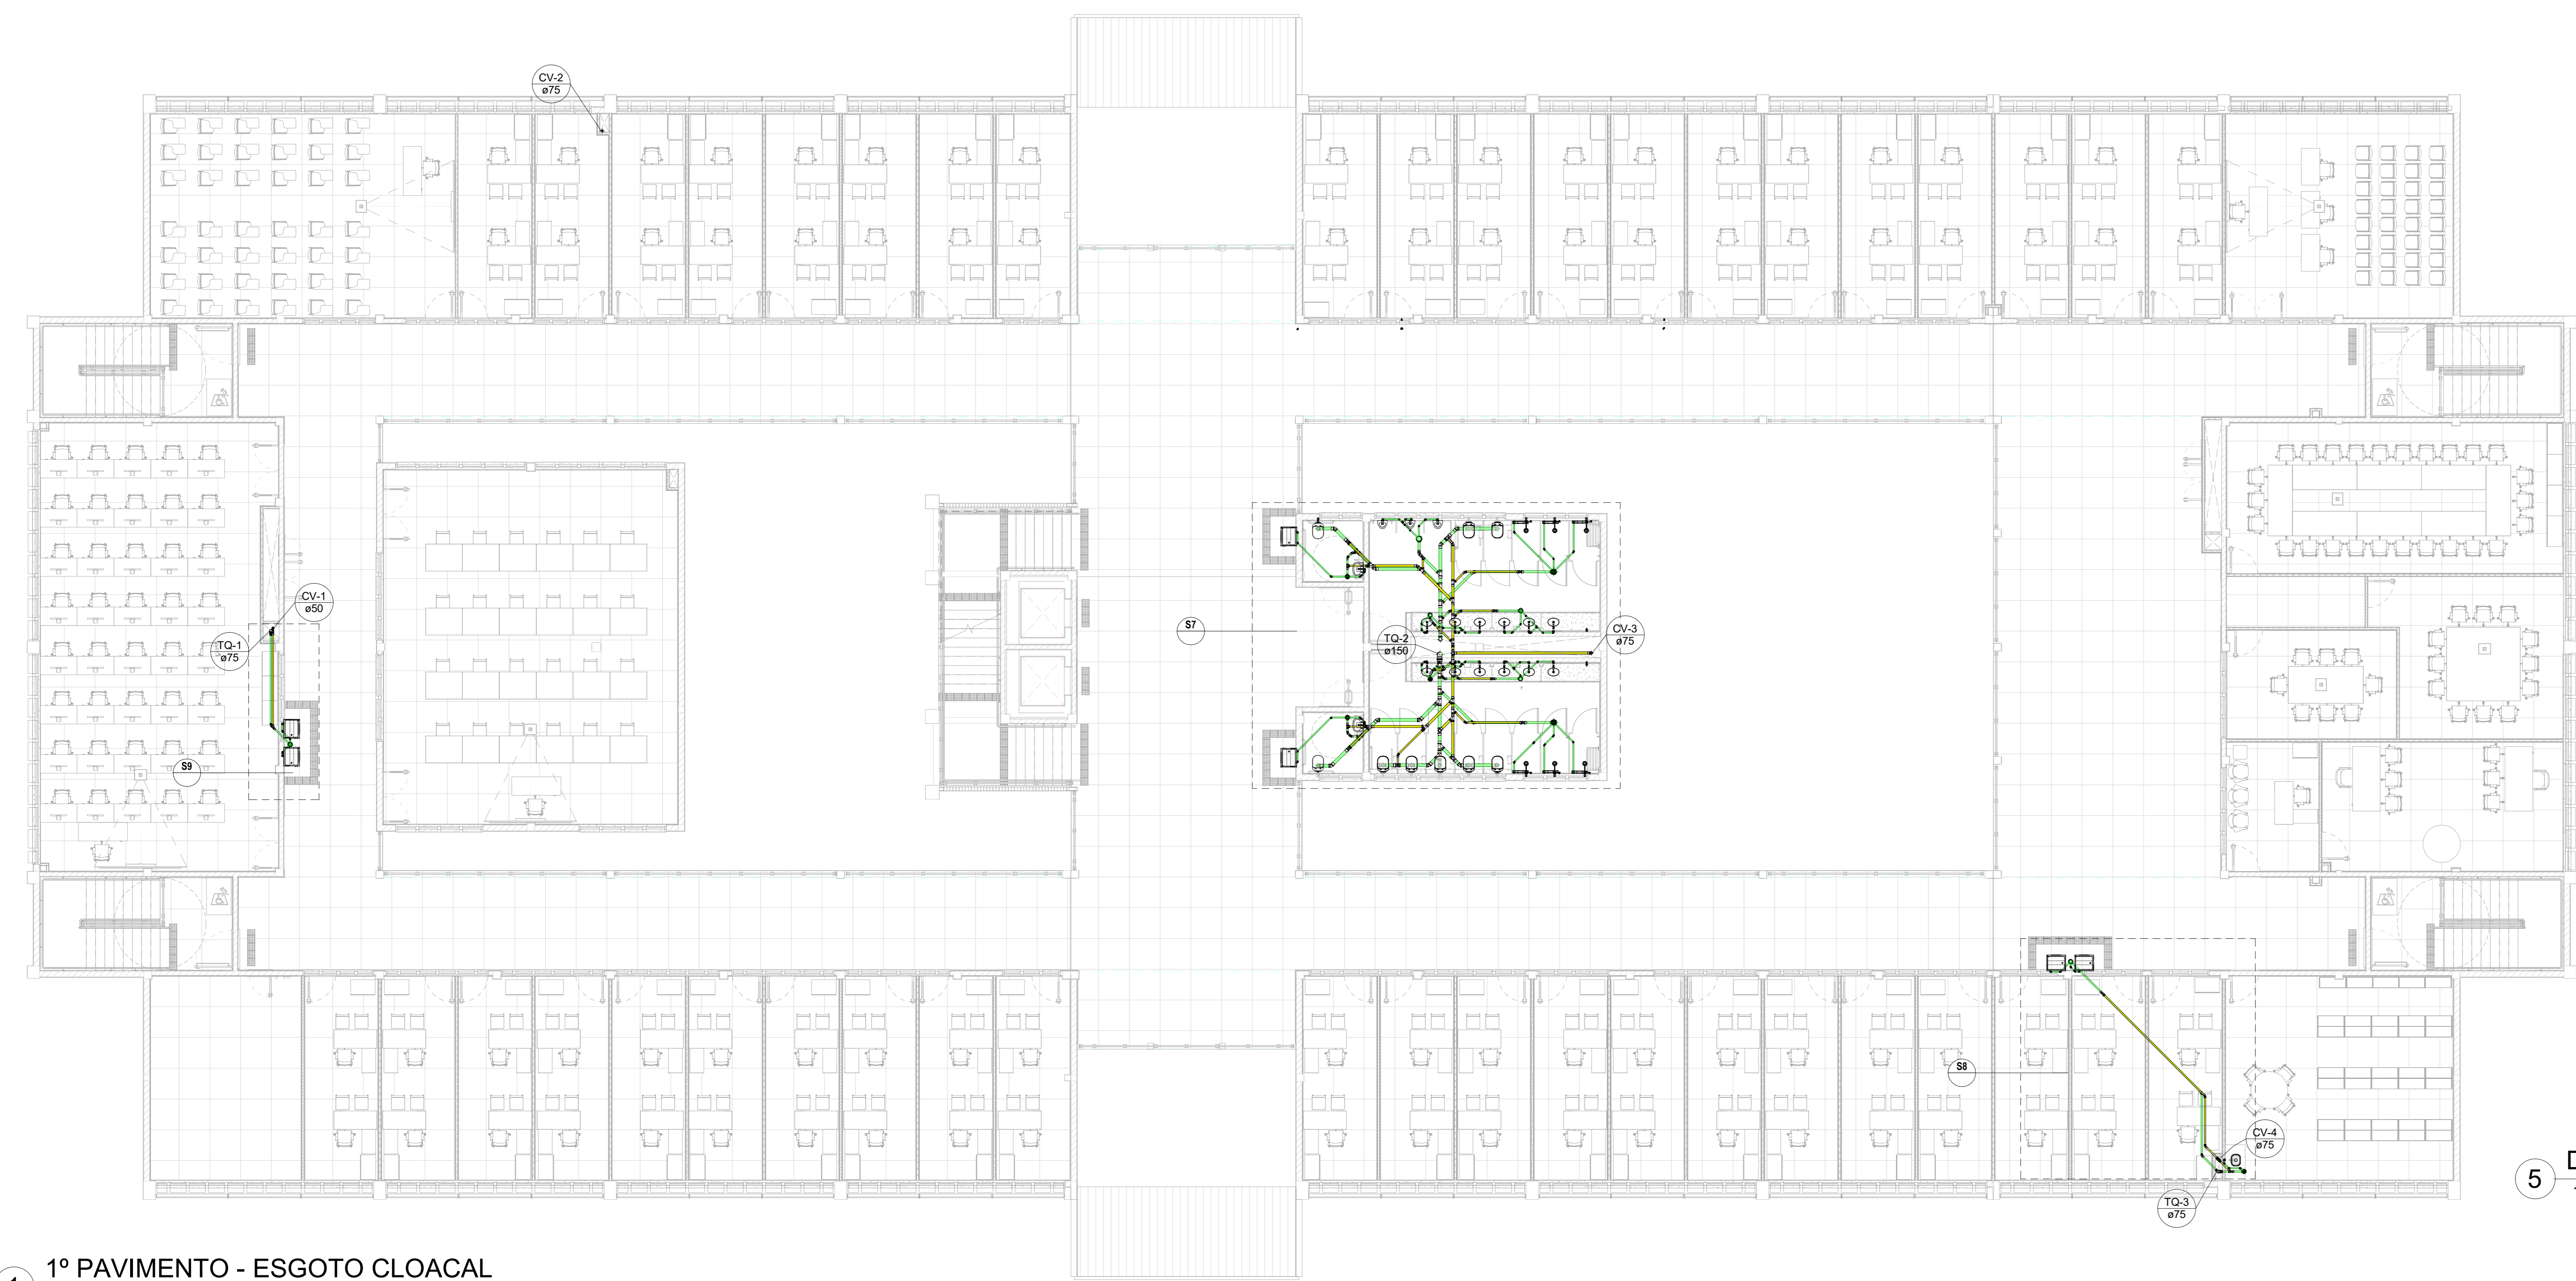 CV-2
ø75
CV-1
ø50
TQ-1
ø75
S9
S7
TQ-2
ø150
CV-3
ø75
S8
CV-4
ø75
TQ-3
ø75
5
1º PAVIMENTO - ESGOTO CLOACAL